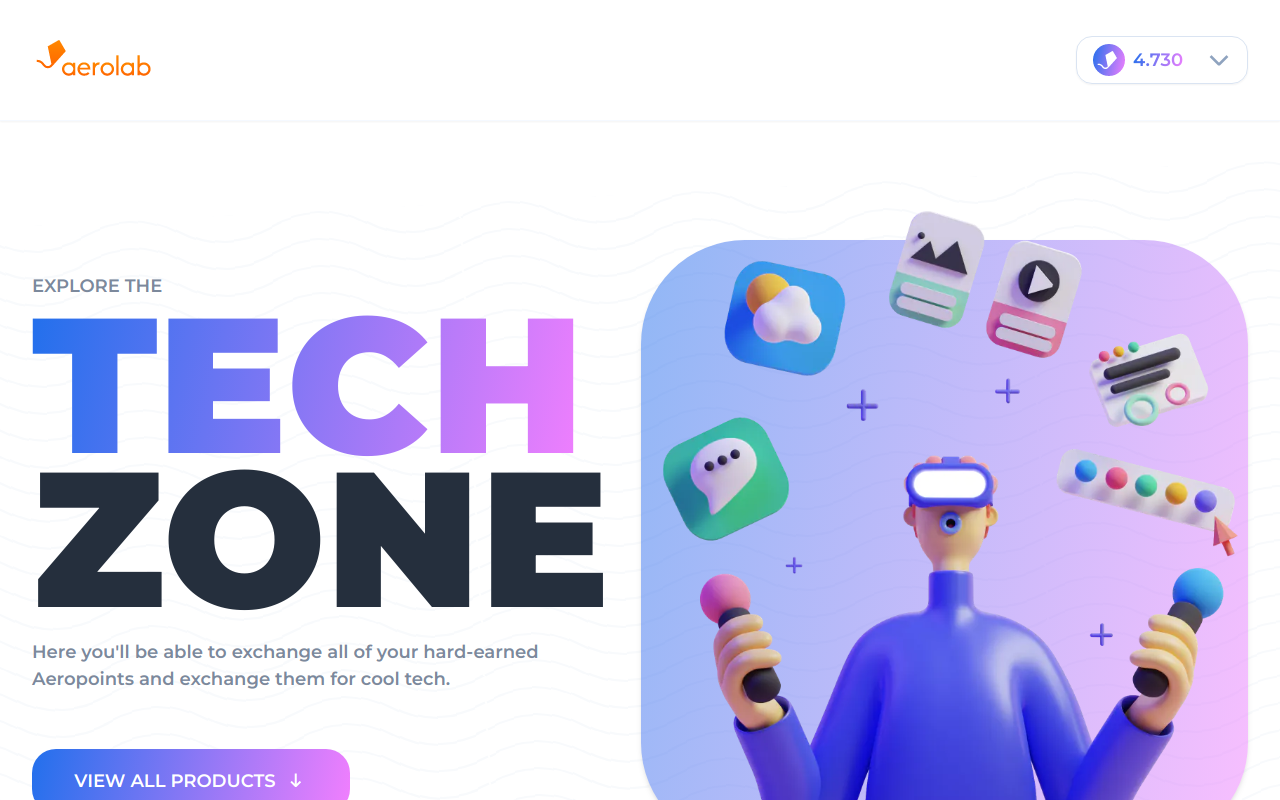 aerolab
4.730
EXPLORE THE
TECH
ZONE
Here you'll be able to exchange all of your hard-earned
Aeropoints and exchange them for cool tech.
VIEW ALL PRODUCTS ↓